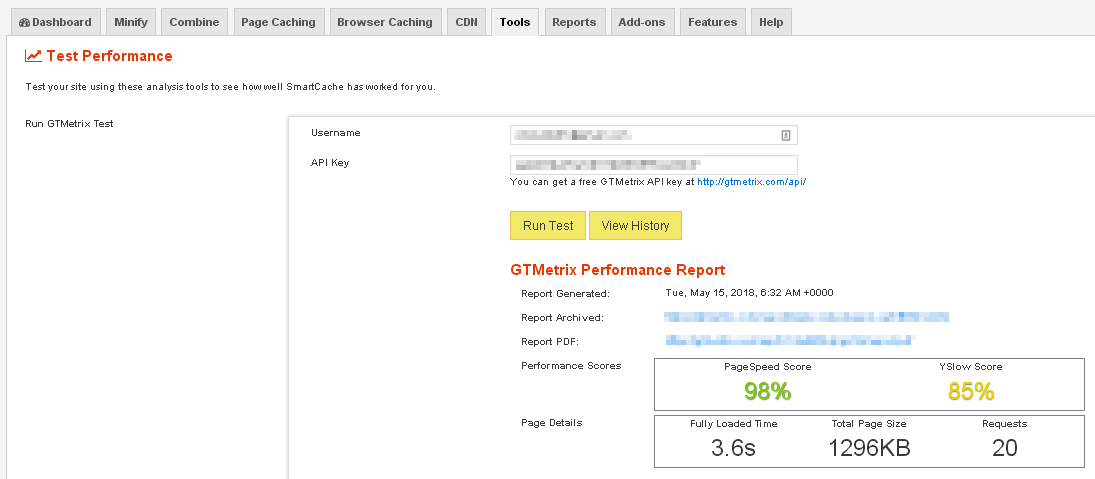 Dashboard Minify Combine Page Caching Browser Caching CDN Tools Reports Add-ons Features Help
Test Performance
Test your site using these analysis tools to see how well SmartCache has worked for you.
Run GTMetrix Test
Username
API Key
You can get a free GTMetrix API key at http://gtmetrix.com/api/
Run Test View History
GTMetrix Performance Report
Report Generated: Tue, May 15, 2018, 6:32 AM +0000
Report Archived:
Report PDF:
Performance Scores
PageSpeed Score YSlow Score
98% 85%
Page Details
Fully Loaded Time Total Page Size Requests
3.6s 1296KB 20